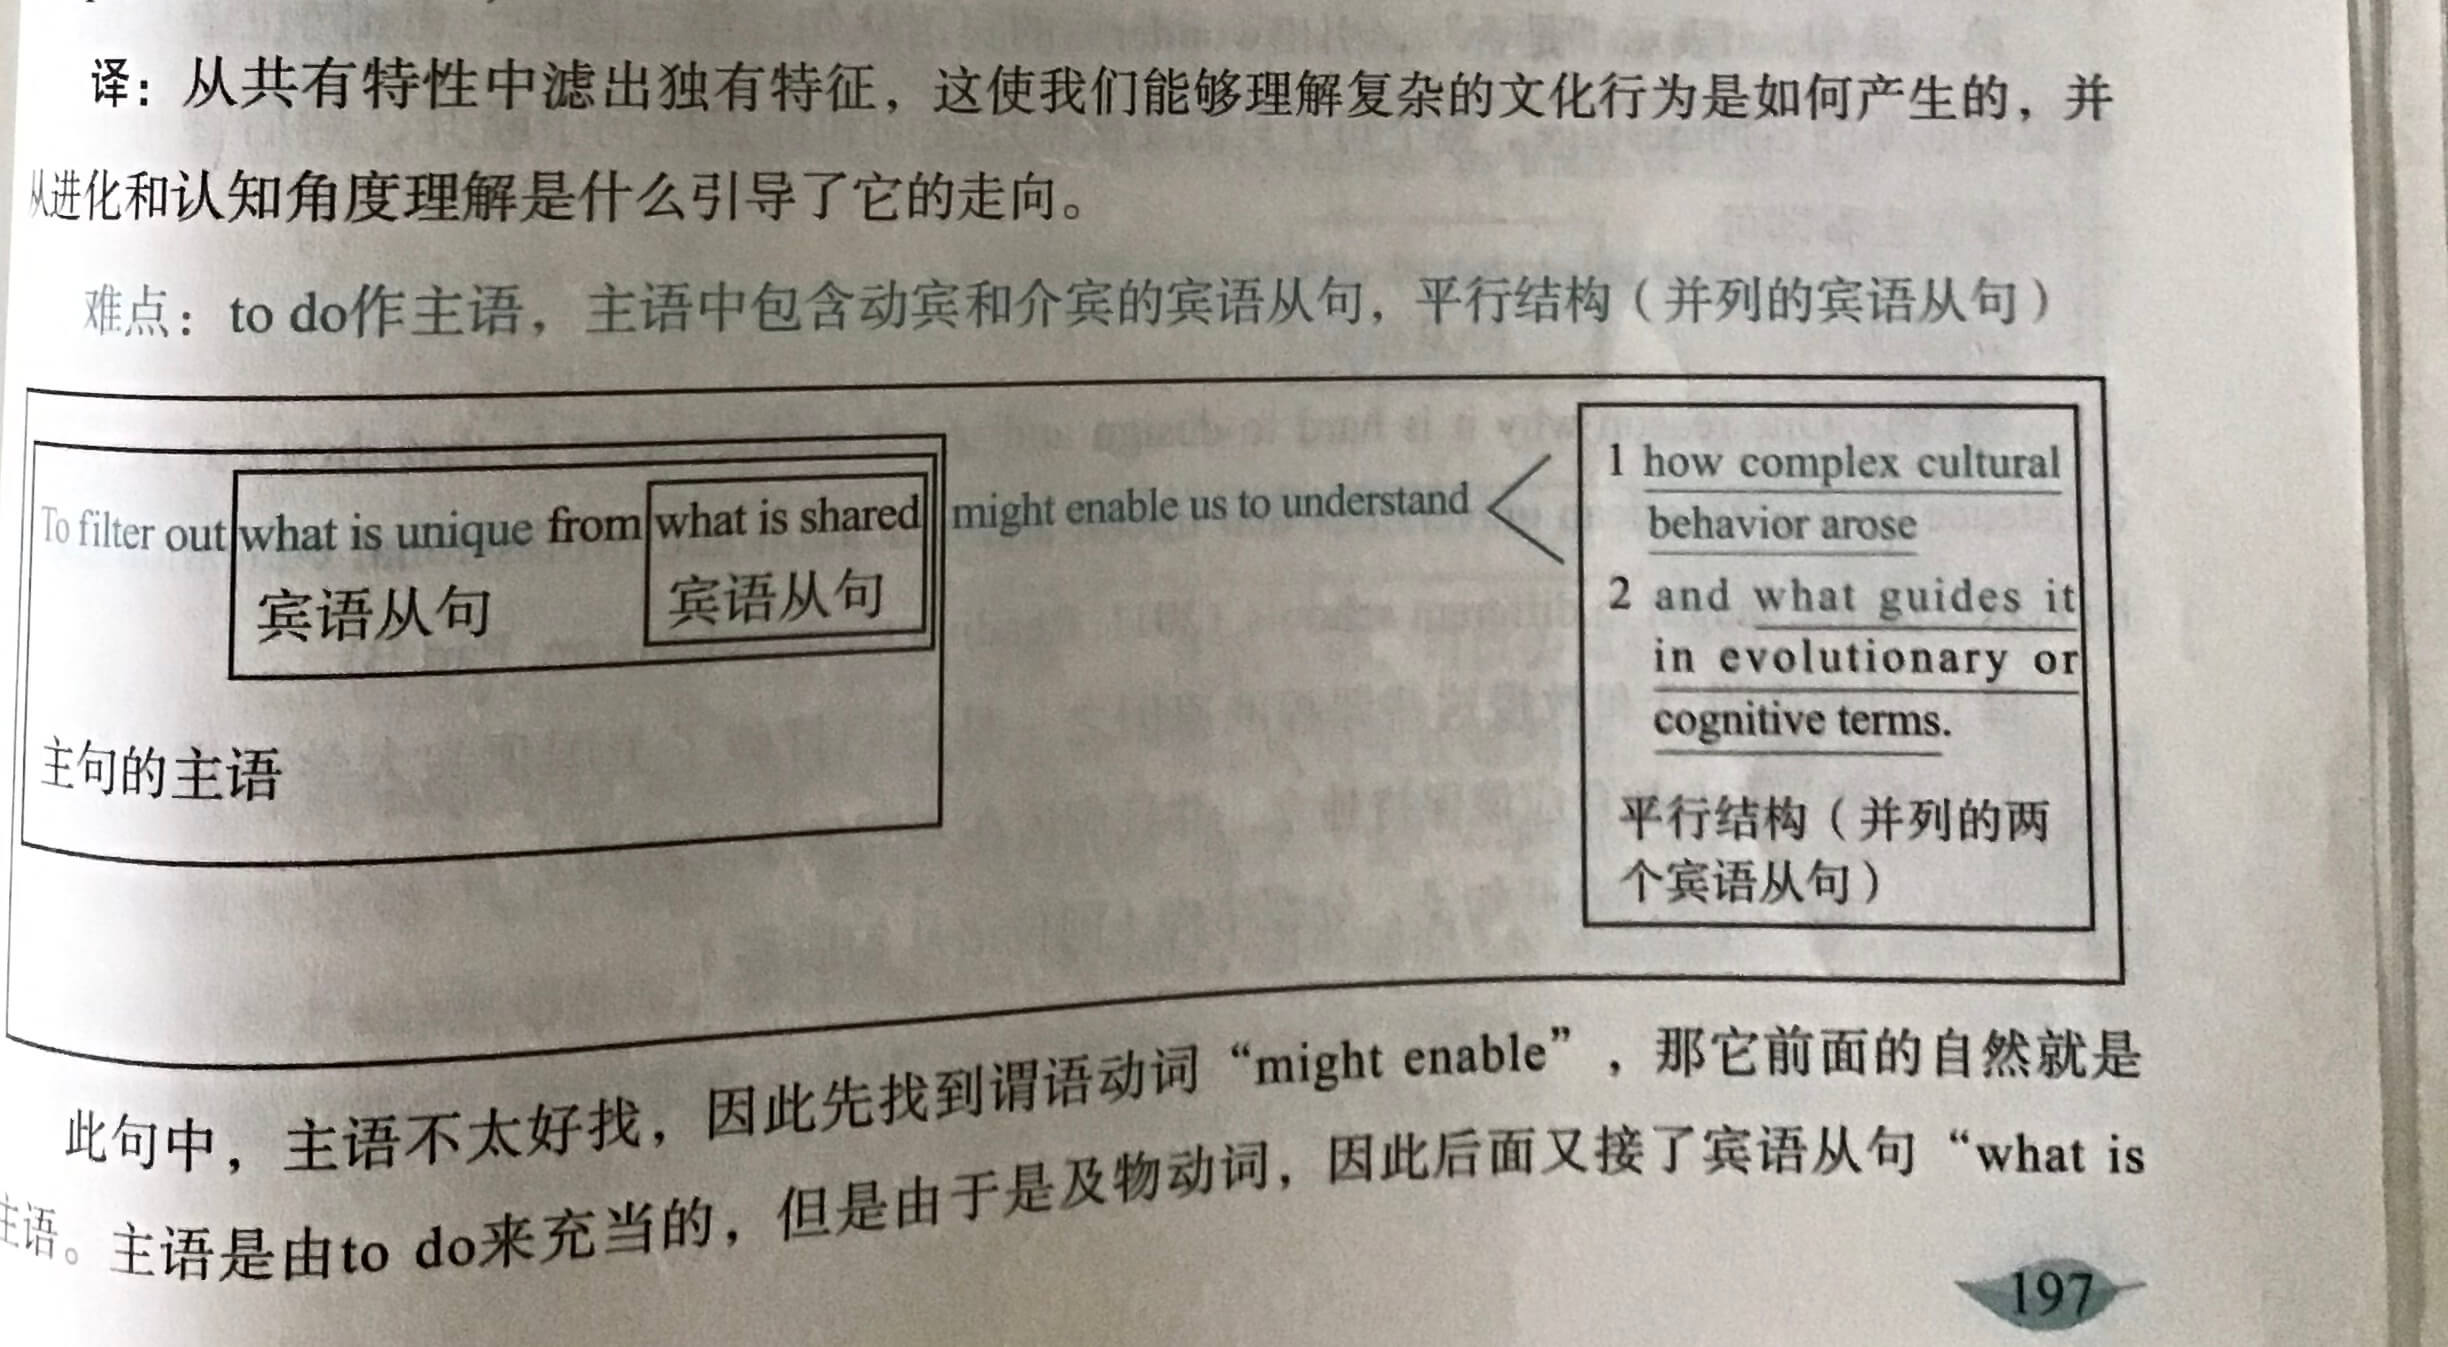 译：从共有特性中滤出独有特征，这使我们能够理解复杂的文化行为是如何产生的，并
从进化和认知角度理解是什么引导了它的走向。
难点：to do作主语，主语中包含动宾和介宾的宾语从句，平行结构（并列的宾语从句）
To filter out what is unique from what is shared might enable us to understand
宾语从句 宾语从句
主句的主语
1 how complex cultural
behavior arose
2 and what guides it
in evolutionary or
cognitive terms.
平行结构（并列的两
个宾语从句）
此句中，主语不太好找，因此先找到谓语动词“might enable”，那它前面的自然就是
主语。主语是由to do来充当的，但是由于是及物动词，因此后面又接了宾语从句“what is
197